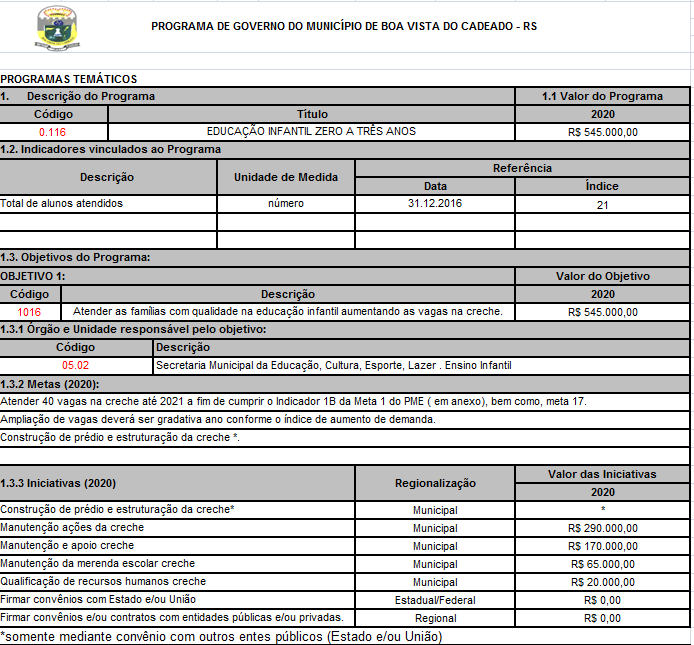 PROGRAMA DE GOVERNO DO MUNICÍPIO DE BOA VISTA DO CADEADO - RS
PROGRAMAS TEMÁTICOS
1. Descrição do Programa 1.1 Valor do Programa
Código Título 2020
0.116 EDUCAÇÃO INFANTIL ZERO A TRÊS ANOS R$ 545.000,00
1.2. Indicadores vinculados ao Programa
Descrição Unidade de Medida Referência
Data Índice
Total de alunos atendidos número 31.12.2016 21
1.3. Objetivos do Programa:
OBJETIVO 1: Valor do Objetivo
Código Descrição 2020
1016 Atender as famílias com qualidade na educação infantil aumentando as vagas na creche. R$ 545.000,00
1.3.1 Órgão e Unidade responsável pelo objetivo:
Código Descrição
05.02 Secretaria Municipal da Educação, Cultura, Esporte, Lazer . Ensino Infantil
1.3.2 Metas (2020):
Atender 40 vagas na creche até 2021 a fim de cumprir o Indicador 1B da Meta 1 do PME ( em anexo), bem como, meta 17.
Ampliação de vagas deverá ser gradativa ano conforme o índice de aumento de demanda.
Construção de prédio e estruturação da creche *.
1.3.3 Iniciativas (2020) Regionalização Valor das Iniciativas
2020
Construção de prédio e estruturação da creche* Municipal *
Manutenção ações da creche Municipal R$ 290.000,00
Manutenção e apoio creche Municipal R$ 170.000,00
Manutenção da merenda escolar creche Municipal R$ 65.000,00
Qualificação de recursos humanos creche Municipal R$ 20.000,00
Firmar convênios com Estado e/ou União Estadual/Federal R$ 0,00
Firmar convênios e/ou contratos com entidades públicas e/ou privadas. Regional R$ 0,00
*somente mediante convênio com outros entes públicos (Estado e/ou União)